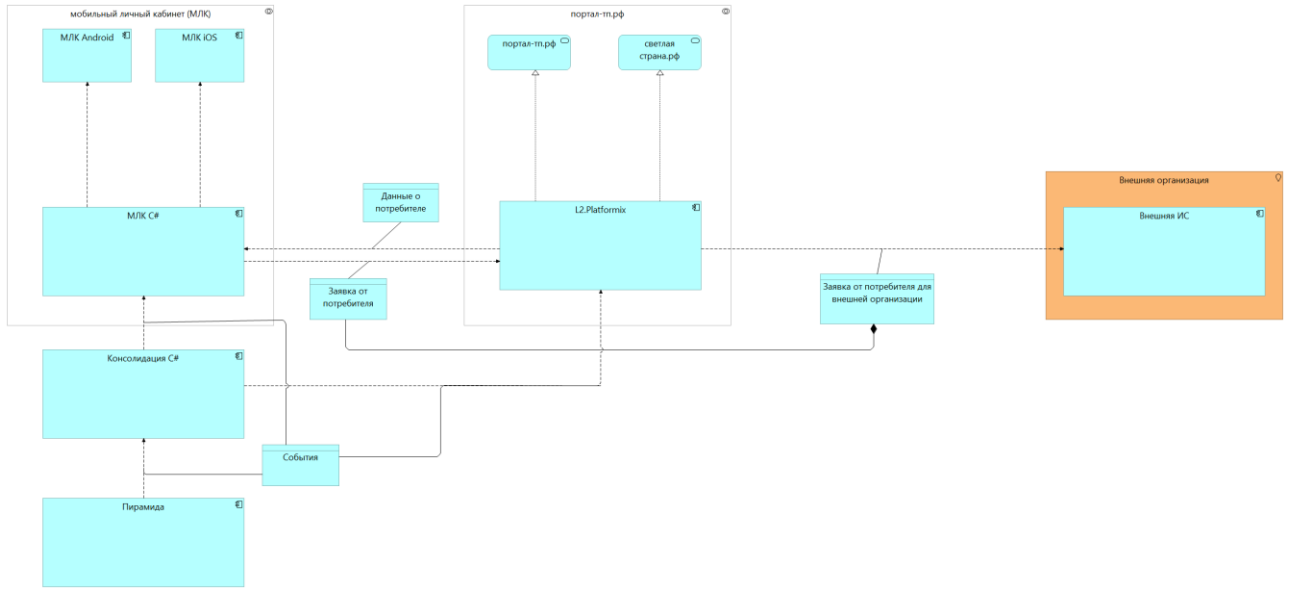 мобильный личный кабинет (МЛК)
МЛК Android
МЛК iOS
МЛК C#
портал-тп.рф
портал-тп.рф
светлая
страна.рф
L2.Platformix
Данные о
потребителе
Заявка от
потребителя
Заявка от потребителя для
внешней организации
Внешняя организация
Внешняя ИС
Консолидация C#
События
Пирамида